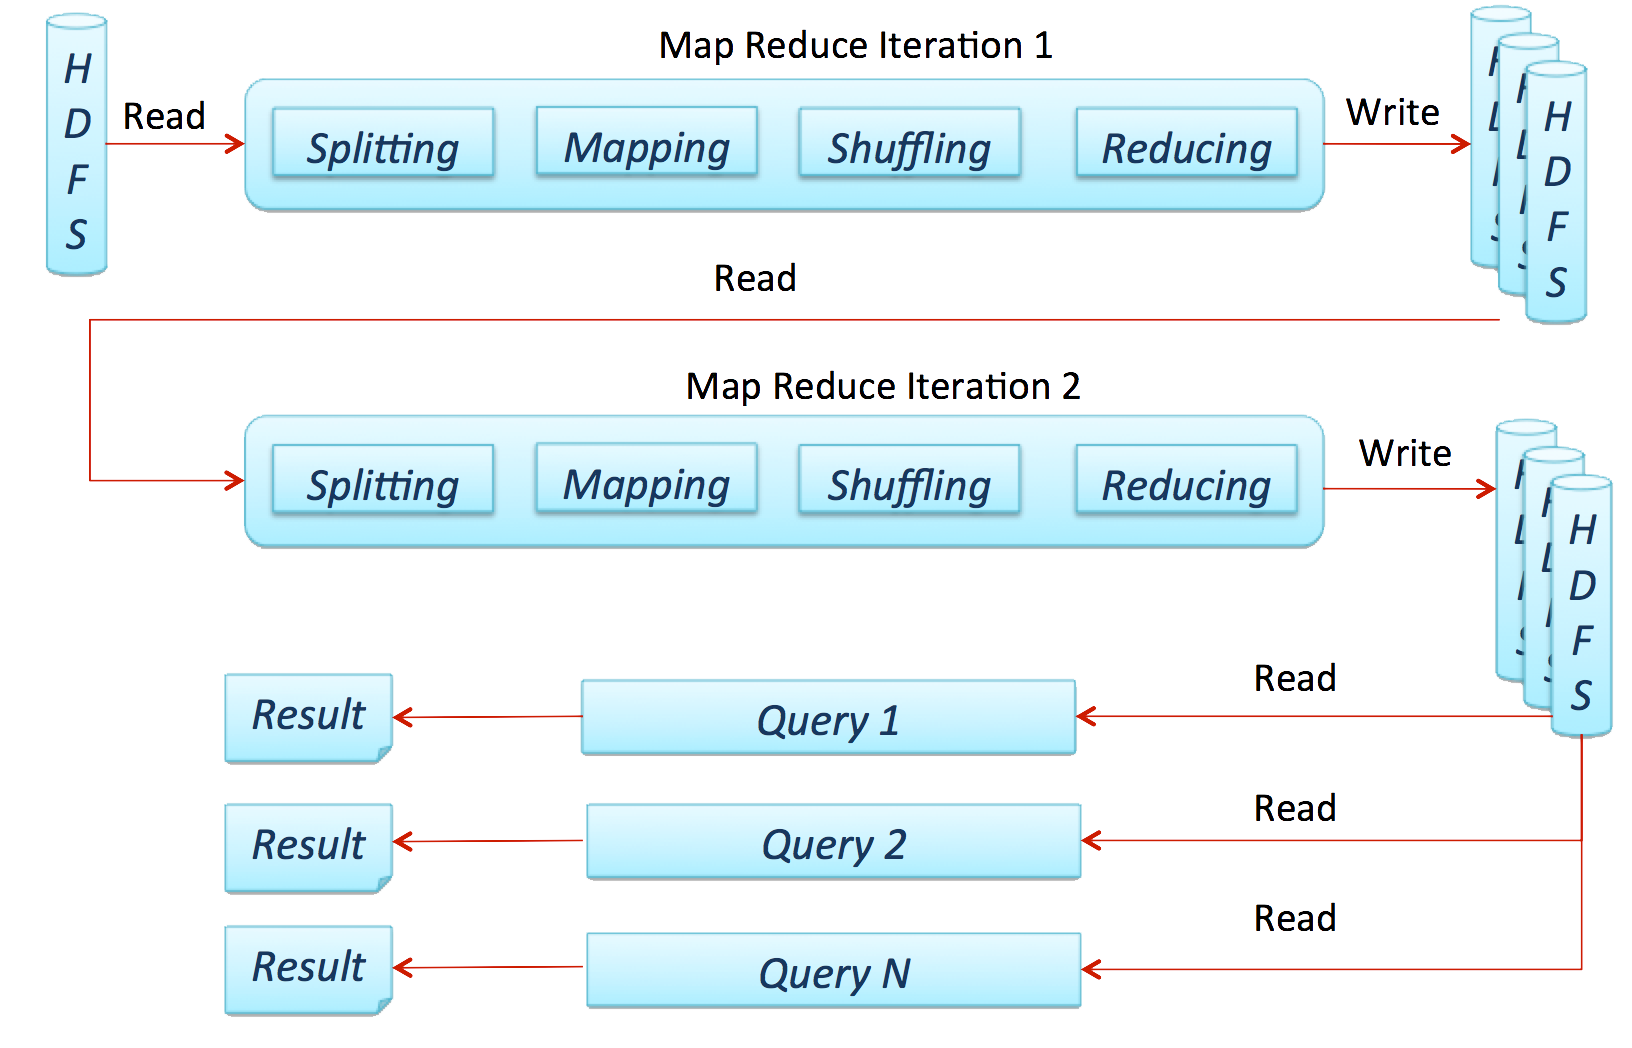 H
D
F
S
Read
Map Reduce Iteration 1
Splitting
Mapping
Shuffling
Reducing
Write
H
D
F
S
Read
Map Reduce Iteration 2
Splitting
Mapping
Shuffling
Reducing
Write
H
D
F
S
Read
Query 1
Result
Read
Query 2
Result
Read
Query N
Result